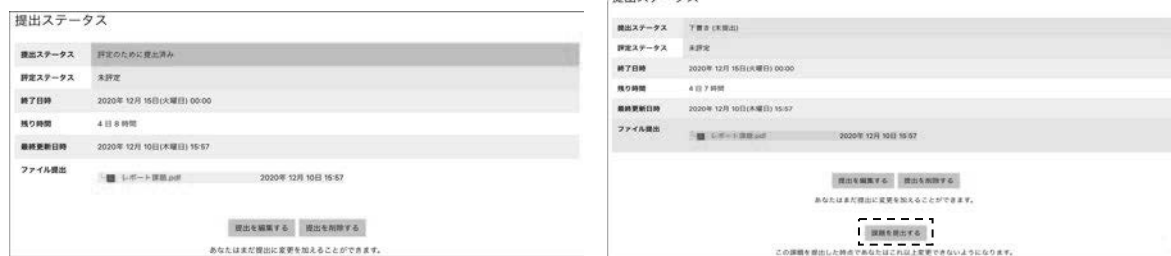 提出ステータス
提出ステータス 評定のために提出済み
評定ステータス 未評定
終了日時 2020年 12月 15日(火曜日) 00:00
残り時間 4 日 8 時間
最終更新日時 2020年 12月 10日(木曜日) 15:57
ファイル提出 レポート課題.pdf 2020年 12月 10日 15:57
提出を編集する 提出を削除する
あなたはまだ提出に変更を加えることができます。
提出ステータス
提出ステータス 下書き (未提出)
評定ステータス 未評定
終了日時 2020年 12月 15日(火曜日) 00:00
残り時間 4 日 7 時間
最終更新日時 2020年 12月 10日(木曜日) 15:57
ファイル提出 レポート課題.pdf 2020年 12月 10日 15:57
提出を編集する 提出を削除する
あなたはまだ提出に変更を加えることができます。
課題を提出する
この課題を提出した時点であなたはこれ以上変更できないようになります。